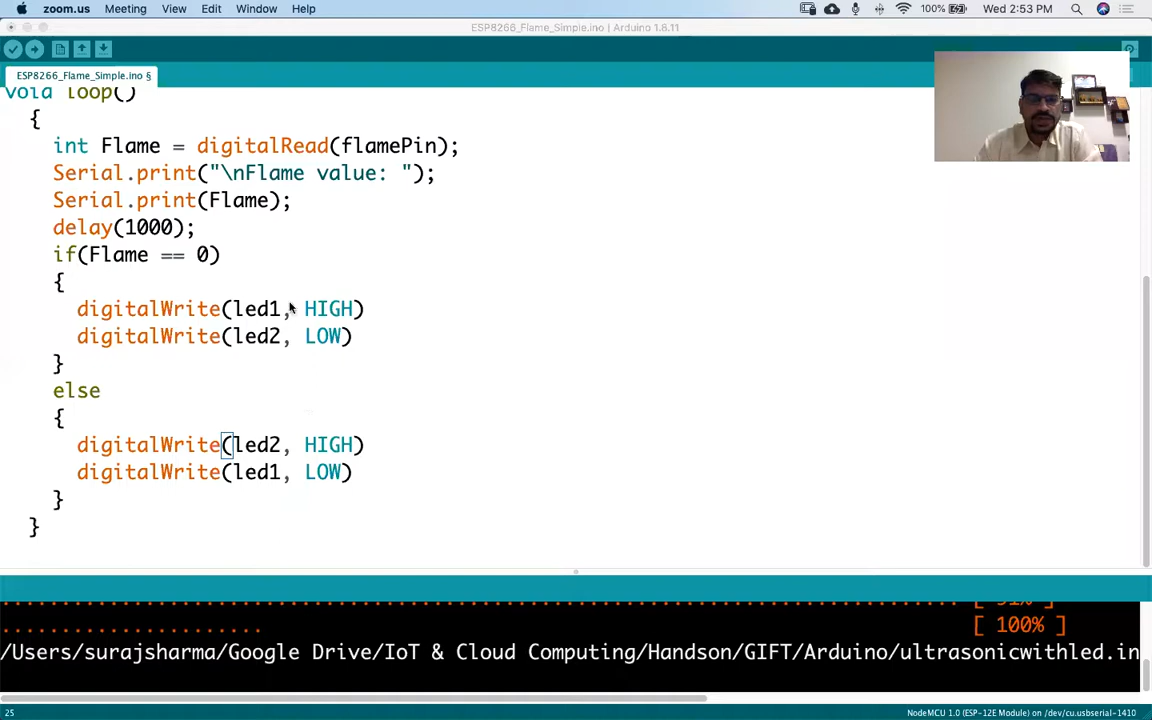 zoom.us Meeting View Edit Window Help 100% Wed 2:53 PM
ESP8266_Flame_Simple.ino | Arduino 1.8.11
ESP8266_Flame_Simple.ino §
void loop()
{
int Flame = digitalRead(flamePin);
Serial.print("\nFlame value: ");
Serial.print(Flame);
delay(1000);
if(Flame == 0)
{
digitalWrite(led1, HIGH)
digitalWrite(led2, LOW)
}
else
{
digitalWrite(led2, HIGH)
digitalWrite(led1, LOW)
}
}
................................................................................ [ 91% ]
...................... [ 100% ]
/Users/surajsharma/Google Drive/IoT & Cloud Computing/Handson/GIFT/Arduino/ultrasonicwithled.in
25 NodeMCU 1.0 (ESP-12E Module) on /dev/cu.usbserial-1410